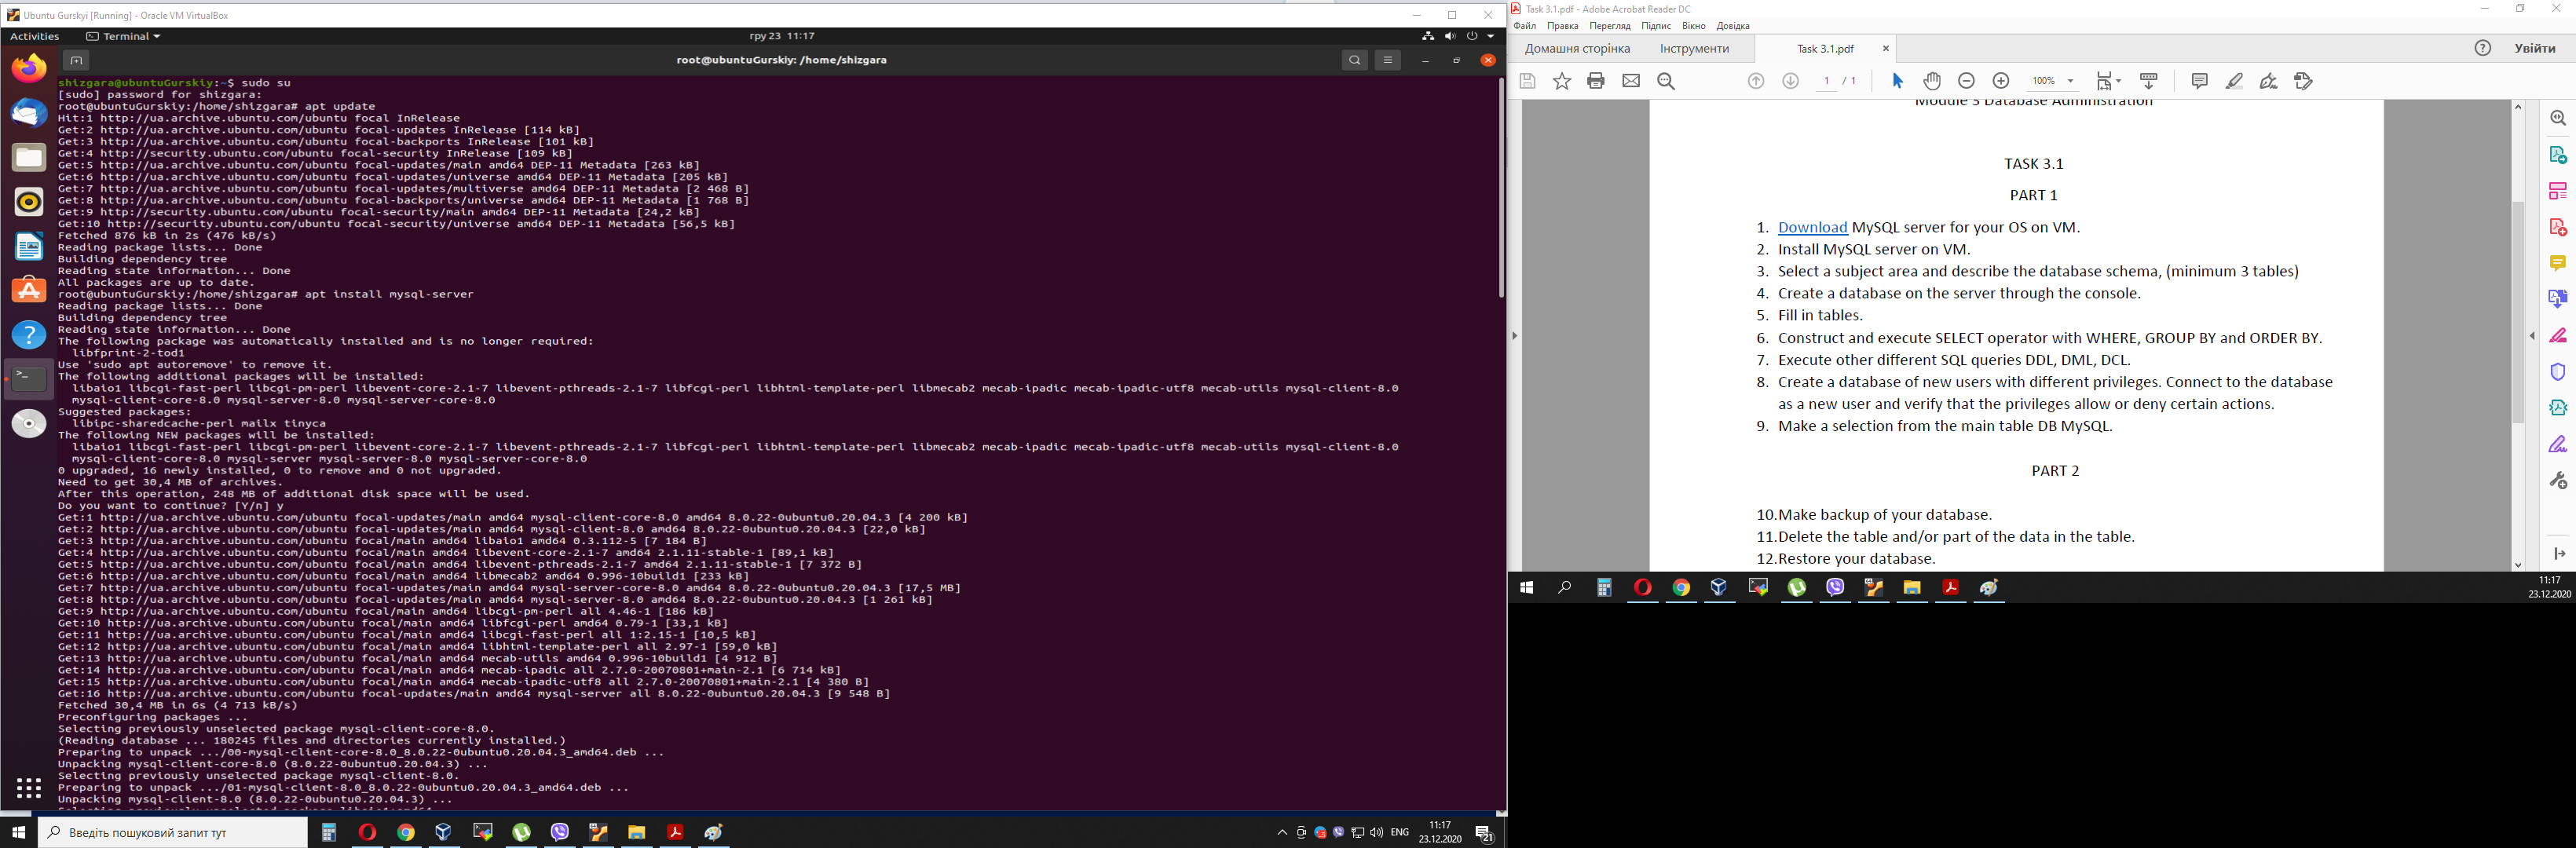 Ubuntu Gurskyi [Running] - Oracle VM VirtualBox
Activities
Terminal
гру 23 11:17
root@ubuntuGurskiy: /home/shizgara
shizgara@ubuntuGurskiy:~$ sudo su
[sudo] password for shizgara:
root@ubuntuGurskiy:/home/shizgara# apt update
Hit:1 http://ua.archive.ubuntu.com/ubuntu focal InRelease
Get:2 http://ua.archive.ubuntu.com/ubuntu focal-updates InRelease [114 kB]
Get:3 http://ua.archive.ubuntu.com/ubuntu focal-backports InRelease [101 kB]
Get:4 http://security.ubuntu.com/ubuntu focal-security InRelease [109 kB]
Get:5 http://ua.archive.ubuntu.com/ubuntu focal-updates/main amd64 DEP-11 Metadata [263 kB]
Get:6 http://ua.archive.ubuntu.com/ubuntu focal-updates/universe amd64 DEP-11 Metadata [205 kB]
Get:7 http://ua.archive.ubuntu.com/ubuntu focal-updates/multiverse amd64 DEP-11 Metadata [2 468 B]
Get:8 http://ua.archive.ubuntu.com/ubuntu focal-backports/universe amd64 DEP-11 Metadata [1 768 B]
Get:9 http://security.ubuntu.com/ubuntu focal-security/main amd64 DEP-11 Metadata [24,2 kB]
Get:10 http://security.ubuntu.com/ubuntu focal-security/universe amd64 DEP-11 Metadata [56,5 kB]
Fetched 876 kB in 2s (476 kB/s)
Reading package lists... Done
Building dependency tree
Reading state information... Done
All packages are up to date.
root@ubuntuGurskiy:/home/shizgara# apt install mysql-server
Reading package lists... Done
Building dependency tree
Reading state information... Done
The following package was automatically installed and is no longer required:
libfprint-2-tod1
Use 'sudo apt autoremove' to remove it.
The following additional packages will be installed:
libaio1 libcgi-fast-perl libcgi-pm-perl libevent-core-2.1-7 libevent-pthreads-2.1-7 libfcgi-perl libhtml-template-perl libmecab2 mecab-ipadic mecab-ipadic-utf8 mecab-utils mysql-client-8.0
mysql-client-core-8.0 mysql-server-8.0 mysql-server-core-8.0
Suggested packages:
libipc-sharedcache-perl mailx tinyca
The following NEW packages will be installed:
libaio1 libcgi-fast-perl libcgi-pm-perl libevent-core-2.1-7 libevent-pthreads-2.1-7 libfcgi-perl libhtml-template-perl libmecab2 mecab-ipadic mecab-ipadic-utf8 mecab-utils mysql-client-8.0
mysql-client-core-8.0 mysql-server mysql-server-8.0 mysql-server-core-8.0
0 upgraded, 16 newly installed, 0 to remove and 0 not upgraded.
Need to get 30,4 MB of archives.
After this operation, 248 MB of additional disk space will be used.
Do you want to continue? [Y/n] y
Get:1 http://ua.archive.ubuntu.com/ubuntu focal-updates/main amd64 mysql-client-core-8.0 amd64 8.0.22-0ubuntu0.20.04.3 [4 200 kB]
Get:2 http://ua.archive.ubuntu.com/ubuntu focal-updates/main amd64 mysql-client-8.0 amd64 8.0.22-0ubuntu0.20.04.3 [22,0 kB]
Get:3 http://ua.archive.ubuntu.com/ubuntu focal/main amd64 libaio1 amd64 0.3.112-5 [7 184 B]
Get:4 http://ua.archive.ubuntu.com/ubuntu focal/main amd64 libevent-core-2.1-7 amd64 2.1.11-stable-1 [89,1 kB]
Get:5 http://ua.archive.ubuntu.com/ubuntu focal/main amd64 libevent-pthreads-2.1-7 amd64 2.1.11-stable-1 [7 372 B]
Get:6 http://ua.archive.ubuntu.com/ubuntu focal/main amd64 libmecab2 amd64 0.996-10build1 [233 kB]
Get:7 http://ua.archive.ubuntu.com/ubuntu focal-updates/main amd64 mysql-server-core-8.0 amd64 8.0.22-0ubuntu0.20.04.3 [17,5 MB]
Get:8 http://ua.archive.ubuntu.com/ubuntu focal-updates/main amd64 mysql-server-8.0 amd64 8.0.22-0ubuntu0.20.04.3 [1 261 kB]
Get:9 http://ua.archive.ubuntu.com/ubuntu focal/main amd64 libcgi-pm-perl all 4.46-1 [186 kB]
Get:10 http://ua.archive.ubuntu.com/ubuntu focal/main amd64 libfcgi-perl amd64 0.79-1 [33,1 kB]
Get:11 http://ua.archive.ubuntu.com/ubuntu focal/main amd64 libcgi-fast-perl all 1:2.15-1 [10,5 kB]
Get:12 http://ua.archive.ubuntu.com/ubuntu focal/main amd64 libhtml-template-perl all 2.97-1 [59,0 kB]
Get:13 http://ua.archive.ubuntu.com/ubuntu focal/main amd64 mecab-utils amd64 0.996-10build1 [4 912 B]
Get:14 http://ua.archive.ubuntu.com/ubuntu focal/main amd64 mecab-ipadic all 2.7.0-20070801+main-2.1 [6 714 kB]
Get:15 http://ua.archive.ubuntu.com/ubuntu focal/main amd64 mecab-ipadic-utf8 all 2.7.0-20070801+main-2.1 [4 380 B]
Get:16 http://ua.archive.ubuntu.com/ubuntu focal-updates/main amd64 mysql-server all 8.0.22-0ubuntu0.20.04.3 [9 548 B]
Fetched 30,4 MB in 6s (4 713 kB/s)
Preconfiguring packages ...
Selecting previously unselected package mysql-client-core-8.0.
(Reading database ... 180245 files and directories currently installed.)
Preparing to unpack .../00-mysql-client-core-8.0_8.0.22-0ubuntu0.20.04.3_amd64.deb ...
Unpacking mysql-client-core-8.0 (8.0.22-0ubuntu0.20.04.3) ...
Selecting previously unselected package mysql-client-8.0.
Preparing to unpack .../01-mysql-client-8.0_8.0.22-0ubuntu0.20.04.3_amd64.deb ...
Unpacking mysql-client-8.0 (8.0.22-0ubuntu0.20.04.3) ...
Введіть пошуковий запит тут
ENG
11:17
23.12.2020
21
Task 3.1.pdf - Adobe Acrobat Reader DC
Файл Правка Перегляд Підпис Вікно Довідка
Домашня сторінка Інструменти Task 3.1.pdf
Увійти
1 / 1
100%
Module 3 Database Administration
TASK 3.1
PART 1
1. Download MySQL server for your OS on VM.
2. Install MySQL server on VM.
3. Select a subject area and describe the database schema, (minimum 3 tables)
4. Create a database on the server through the console.
5. Fill in tables.
6. Construct and execute SELECT operator with WHERE, GROUP BY and ORDER BY.
7. Execute other different SQL queries DDL, DML, DCL.
8. Create a database of new users with different privileges. Connect to the database
as a new user and verify that the privileges allow or deny certain actions.
9. Make a selection from the main table DB MySQL.
PART 2
10.Make backup of your database.
11.Delete the table and/or part of the data in the table.
12.Restore your database.
11:17
23.12.2020